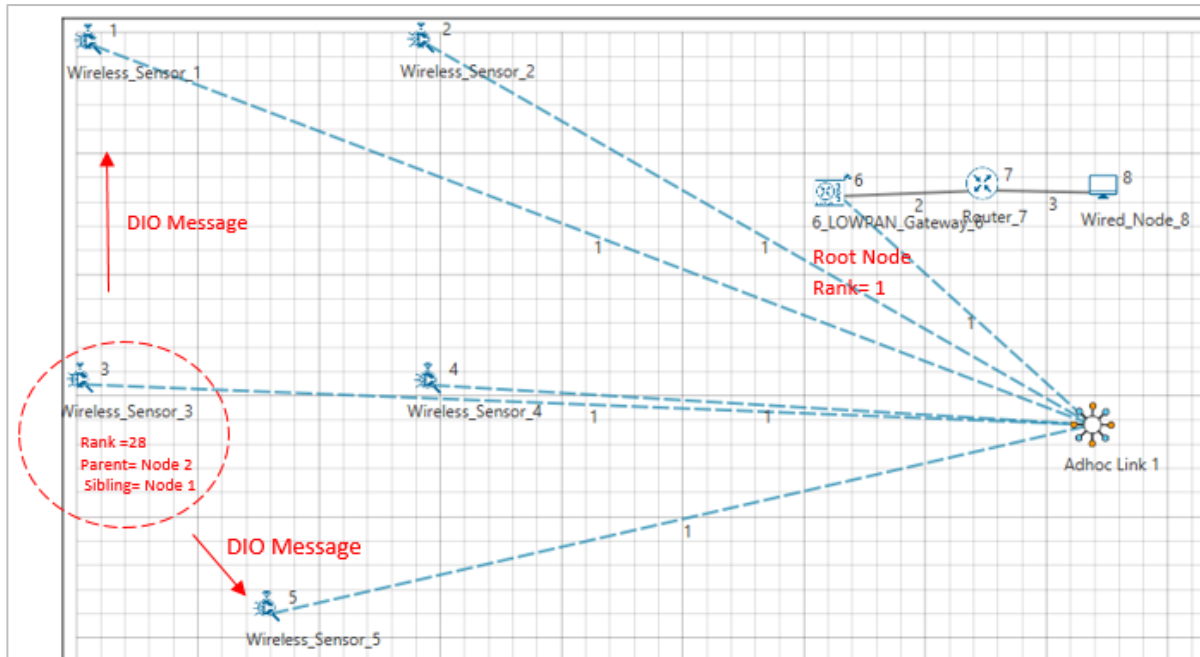 1
Wireless_Sensor_1
2
Wireless_Sensor_2
6
6_LOWPAN_Gateway_6
2
7
Router_7
3
8
Wired_Node_8
DIO Message
1
1
Root Node
Rank= 1
1
3
Wireless_Sensor_3
4
Wireless_Sensor_4
1
1
Adhoc Link 1
Rank =28
Parent= Node 2
Sibling= Node 1
1
DIO Message
5
Wireless_Sensor_5